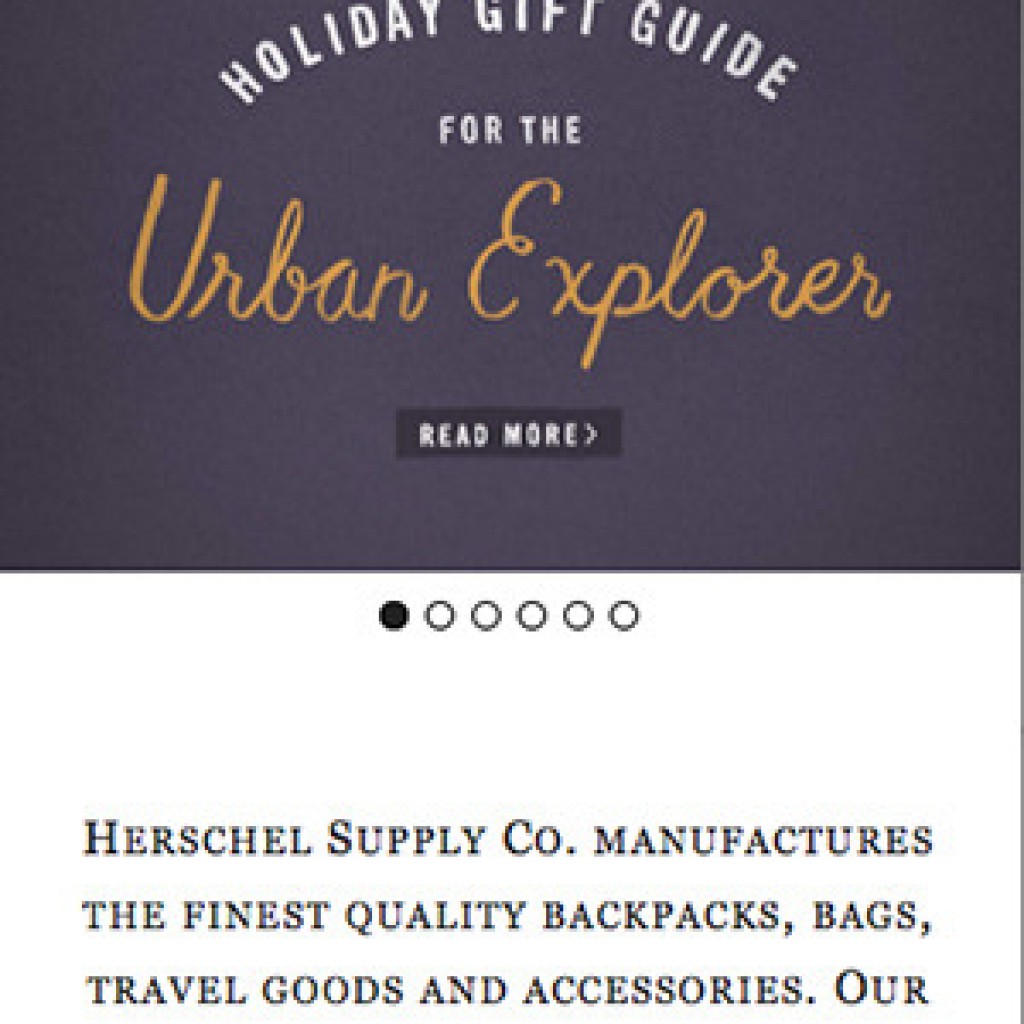 HOLIDAY GIFT GUIDE
FOR THE
Urban Explorer
READ MORE>
HERSCHEL SUPPLY CO. MANUFACTURES
THE FINEST QUALITY BACKPACKS, BAGS,
TRAVEL GOODS AND ACCESSORIES. OUR